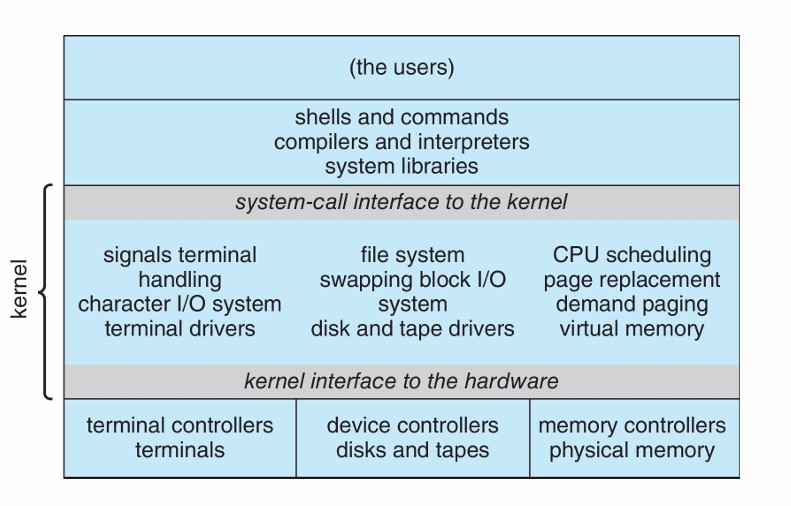 (the users)
shells and commands
compilers and interpreters
system libraries
system-call interface to the kernel
kernel
signals terminal
handling
character I/O system
terminal drivers
file system
swapping block I/O
system
disk and tape drivers
CPU scheduling
page replacement
demand paging
virtual memory
kernel interface to the hardware
terminal controllers
terminals
device controllers
disks and tapes
memory controllers
physical memory